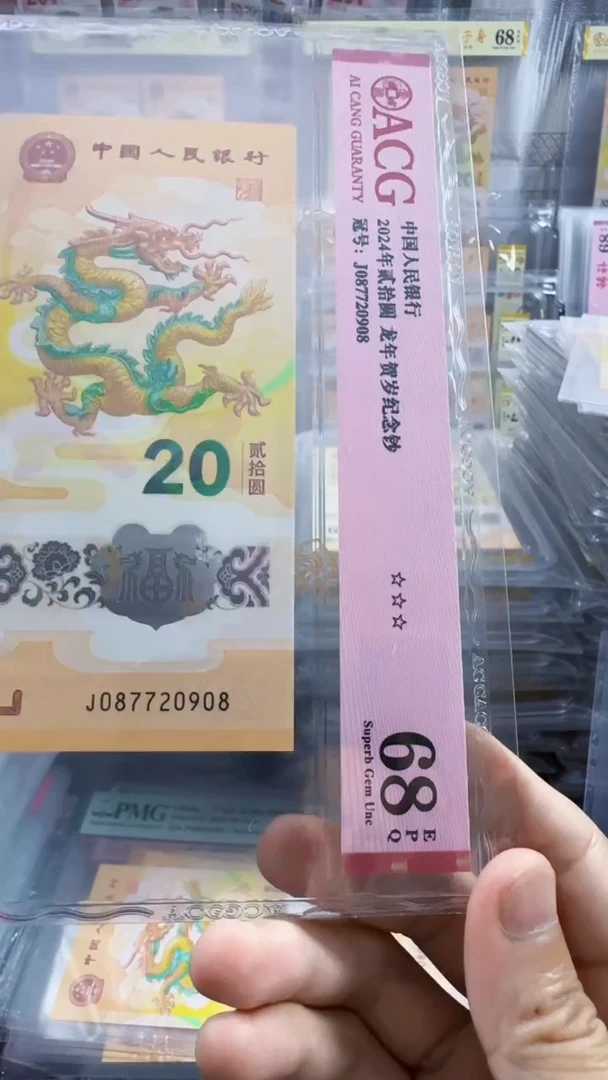 中国人民银行
20
贰拾圆
J087720908
ACG
AI CANG GUARANTY
中国人民银行
2024年贰拾圆 龙年贺岁纪念钞
冠号：J087720908
☆☆☆
68
EPQ
Superb Gem Unc
68
PMG